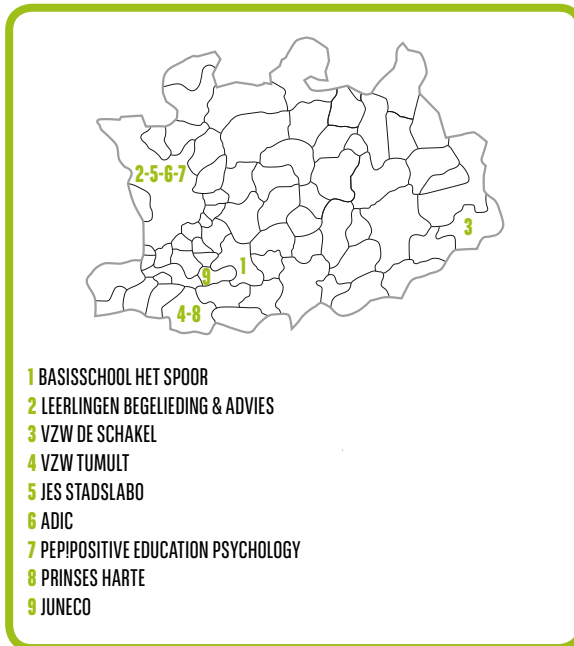 2-5-6-7
3
1
9
4-8
1 BASISSCHOOL HET SPOOR
2 LEERLINGEN BEGELIEDING & ADVIES
3 VZW DE SCHAKEL
4 VZW TUMULT
5 JES STADSLABO
6 ADIC
7 PEP!POSITIVE EDUCATION PSYCHOLOGY
8 PRINSES HARTE
9 JUNECO